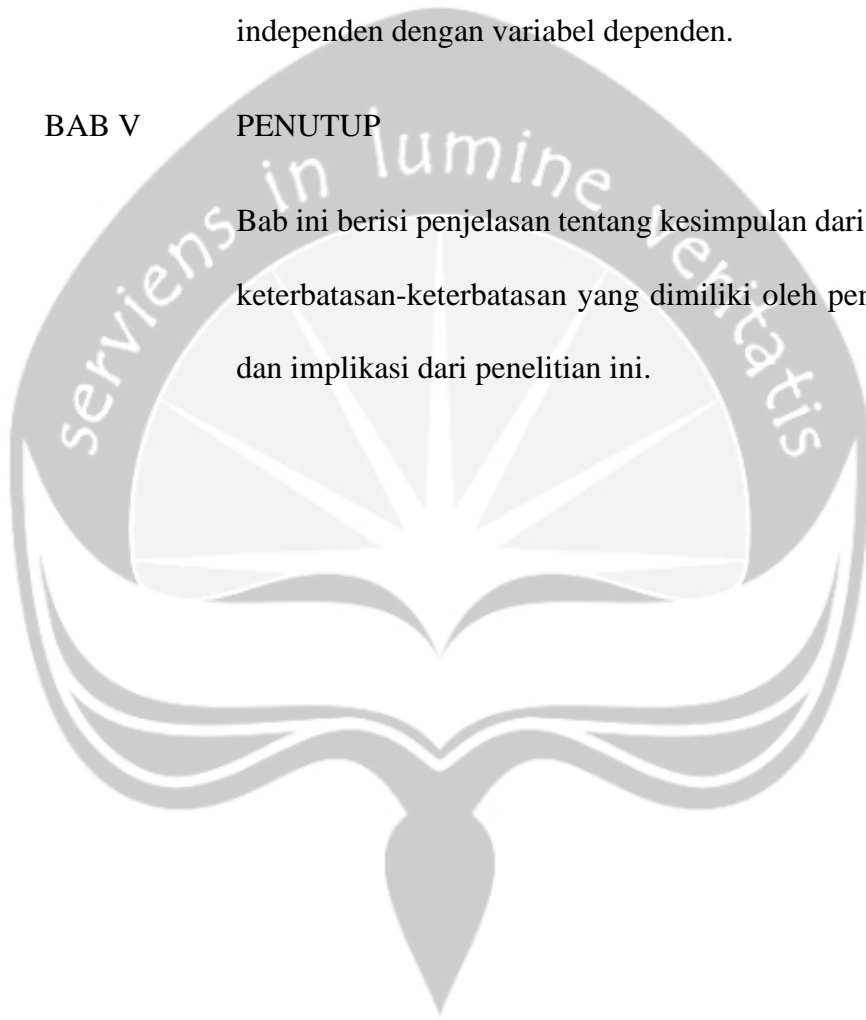 independen dengan variabel dependen.
BAB V PENUTUP
serviens in lumine veritatis
Bab ini berisi penjelasan tentang kesimpulan dari
keterbatasan-keterbatasan yang dimiliki oleh
dan implikasi dari penelitian ini.